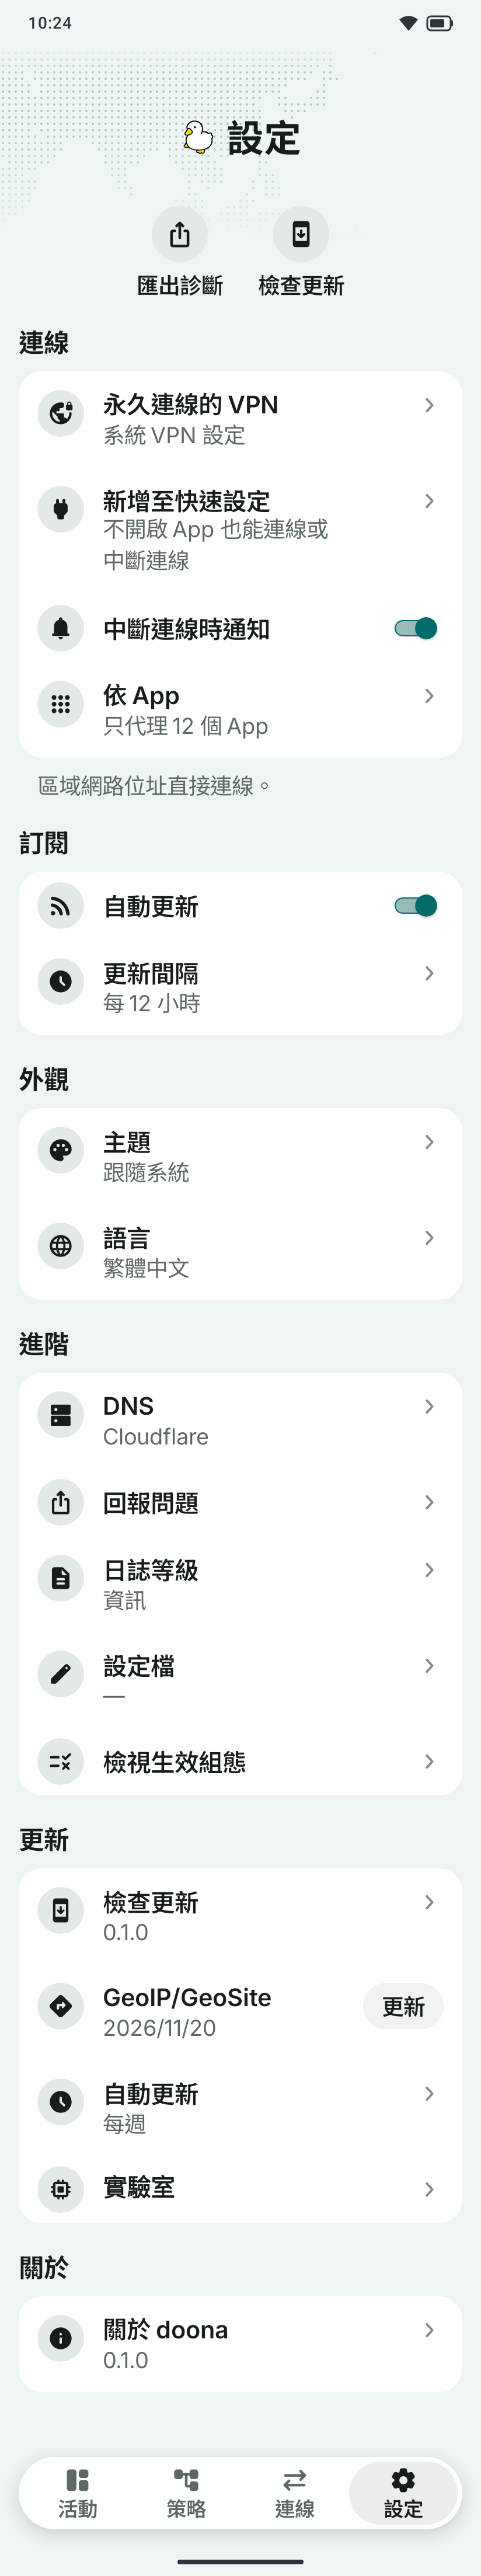 10:24
設定
匯出診斷
檢查更新
連線
永久連線的 VPN
系統 VPN 設定
新增至快速設定
不開啟 App 也能連線或
中斷連線
中斷連線時通知
依 App
只代理 12 個 App
區域網路位址直接連線。
訂閱
自動更新
更新間隔
每 12 小時
外觀
主題
跟隨系統
語言
繁體中文
進階
DNS
Cloudflare
回報問題
日誌等級
資訊
設定檔
—
檢視生效組態
更新
檢查更新
0.1.0
GeoIP/GeoSite
2026/11/20
更新
自動更新
每週
實驗室
關於
關於 doona
0.1.0
活動
策略
連線
設定